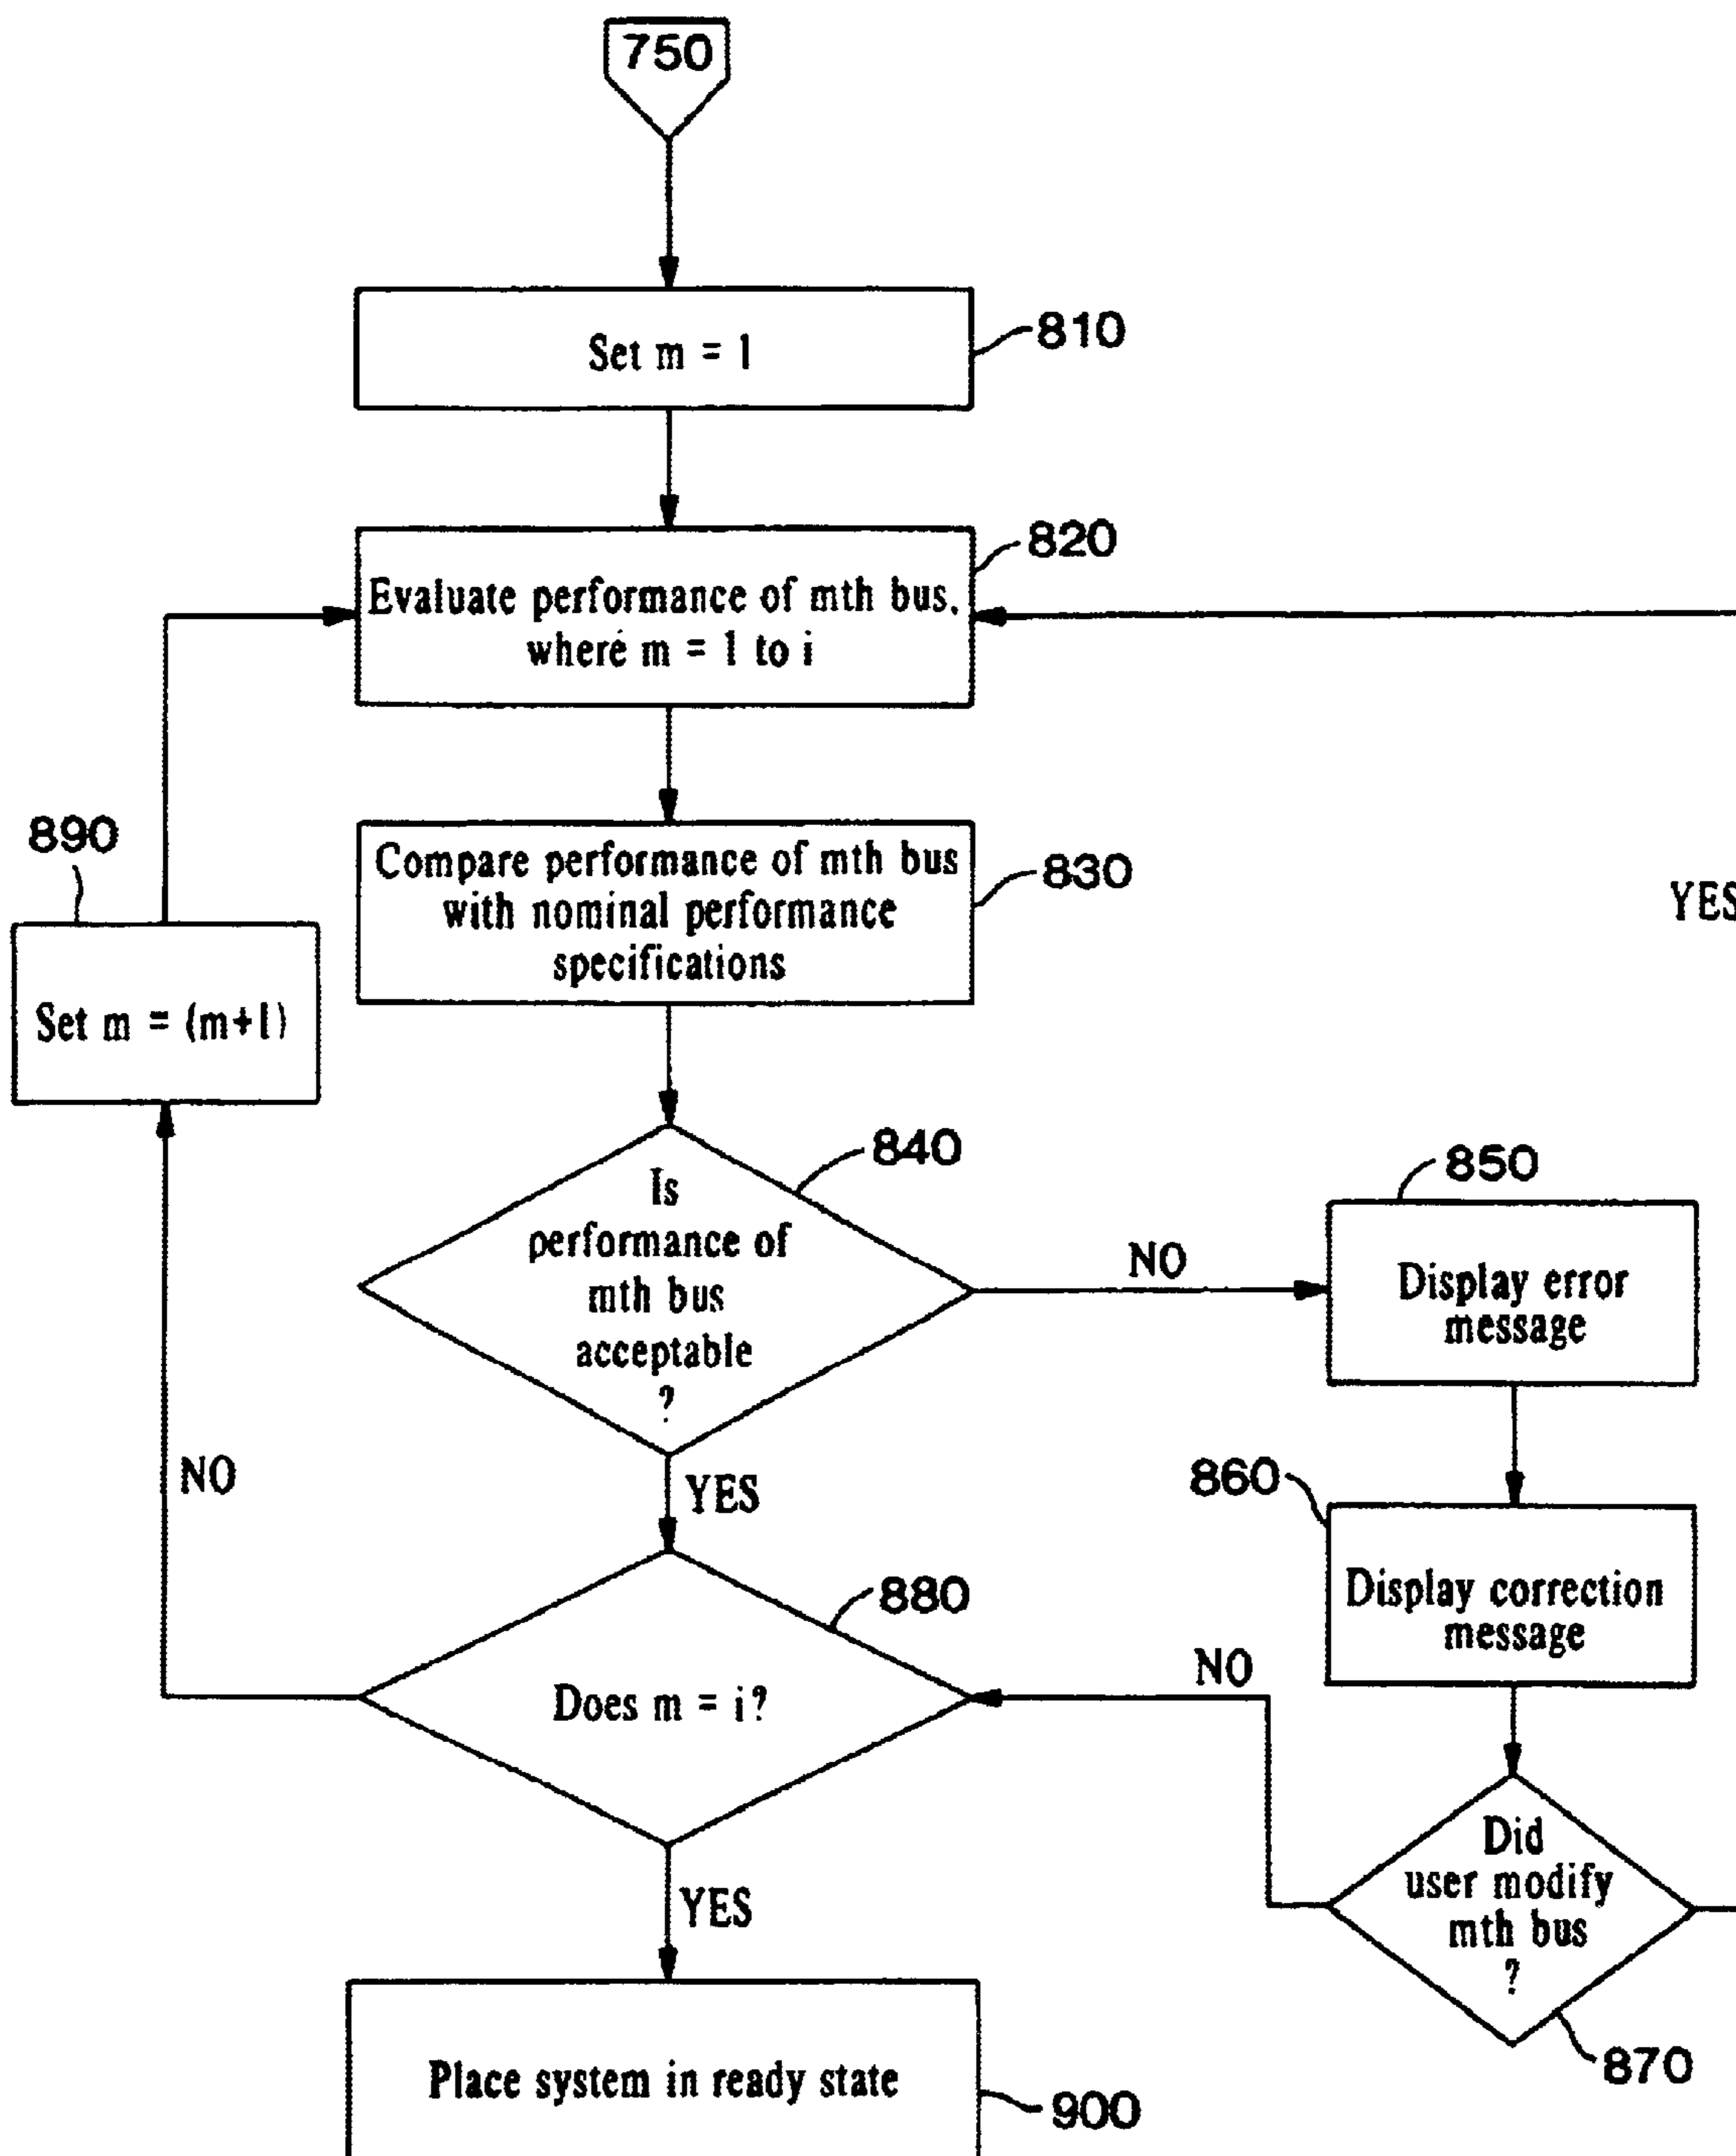 750
Set m = 1
810
Evaluate performance of mth bus,
where m = 1 to i
820
Compare performance of mth bus
with nominal performance
specifications
830
YES
890
Set m = (m+1)
Is
performance of
mth bus
acceptable
?
840
NO
850
Display error
message
YES
NO
860
Display correction
message
880
Does m = i?
NO
Did
user modify
mth bus
?
870
YES
Place system in ready state
900